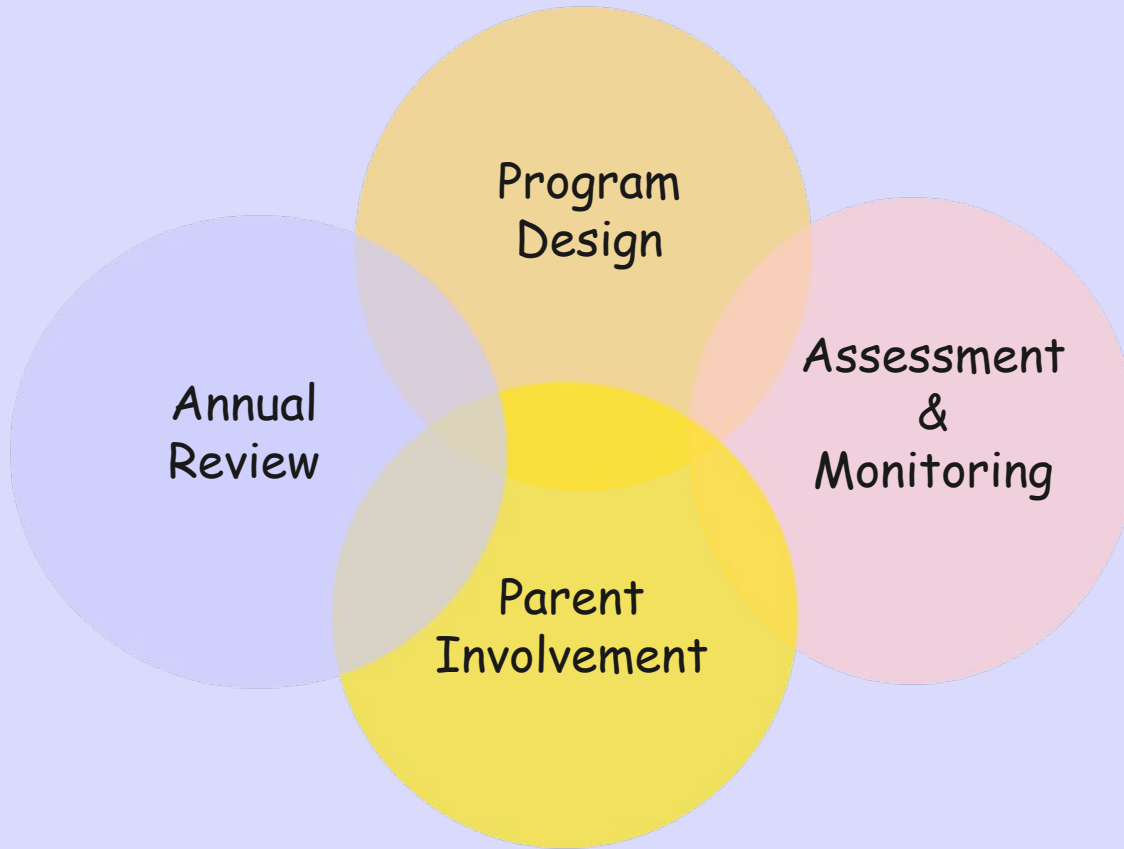 Program
Design
Annual
Review
Assessment
&
Monitoring
Parent
Involvement